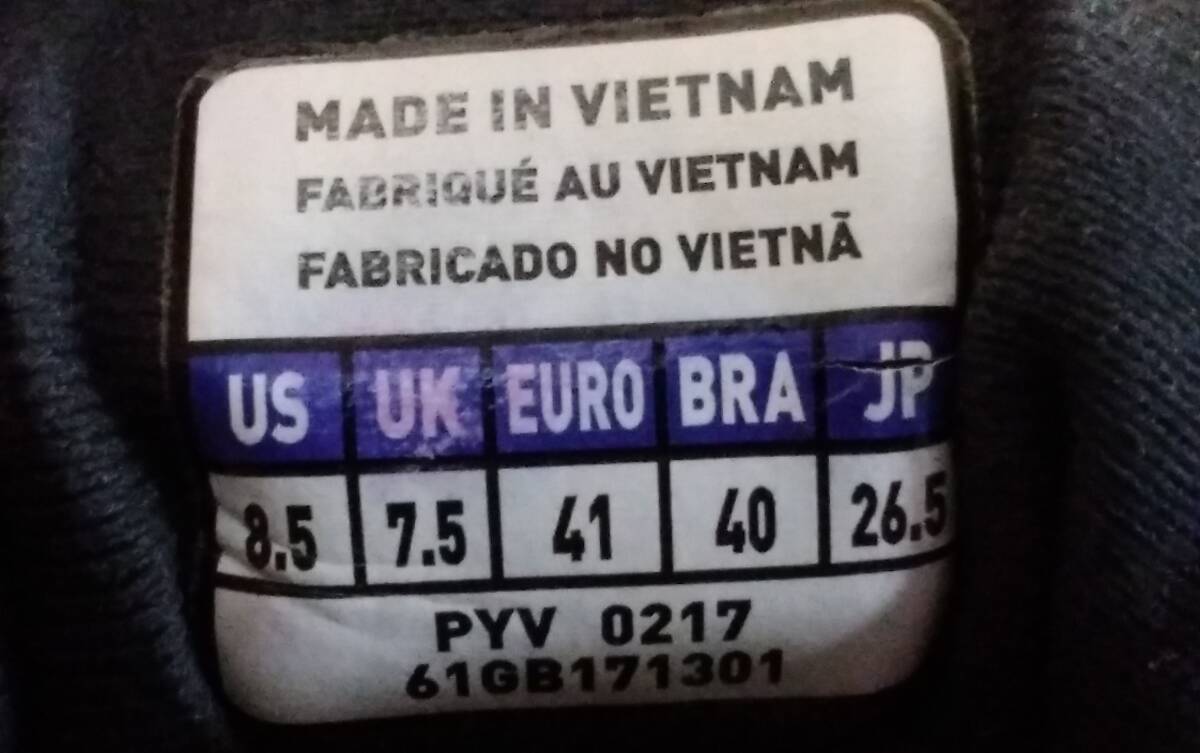 MADE IN VIETNAM
FABRIQUÉ AU VIETNAM
FABRICADO NO VIETNÃ
US UK EURO BRA JP
8.5 7.5 41 40 26.5
PYV 0217
61GB171301